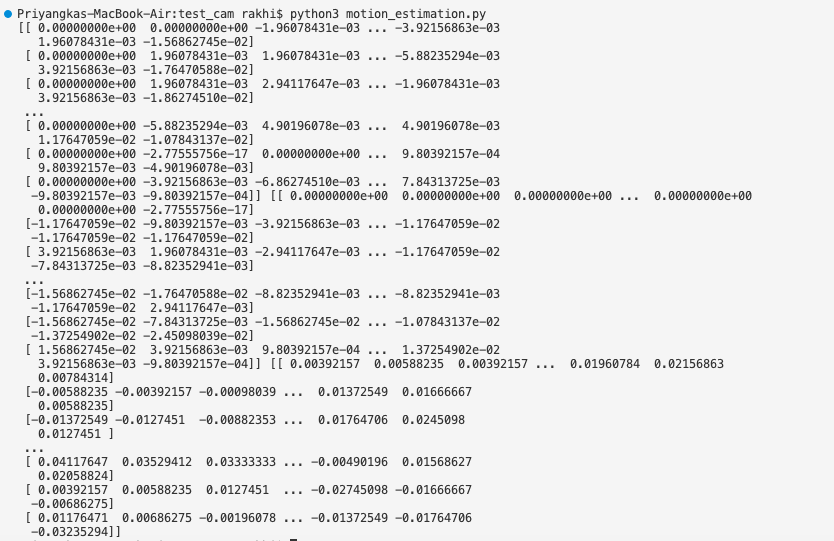 Priyangkas-MacBook-Air:test_cam rakhi$ python3 motion_estimation.py
[[ 0.00000000e+00  0.00000000e+00 -1.96078431e-03 ... -3.92156863e-03
   1.96078431e-03 -1.56862745e-02]
 [ 0.00000000e+00  1.96078431e-03  1.96078431e-03 ... -5.88235294e-03
   3.92156863e-03 -1.76470588e-02]
 [ 0.00000000e+00  1.96078431e-03  2.94117647e-03 ... -1.96078431e-03
   3.92156863e-03 -1.86274510e-02]
 ...
 [ 0.00000000e+00 -5.88235294e-03  4.90196078e-03 ...  4.90196078e-03
   1.17647059e-02 -1.07843137e-02]
 [ 0.00000000e+00 -2.77555756e-17  0.00000000e+00 ...  9.80392157e-04
   9.80392157e-03 -4.90196078e-03]
 [ 0.00000000e+00 -3.92156863e-03 -6.86274510e-03 ...  7.84313725e-03
  -9.80392157e-03 -9.80392157e-04]] [[ 0.00000000e+00  0.00000000e+00  0.00000000e+00 ...  0.00000000e+00
   0.00000000e+00 -2.77555756e-17]
 [-1.17647059e-02 -9.80392157e-03 -3.92156863e-03 ... -1.17647059e-02
  -1.17647059e-02 -1.17647059e-02]
 [ 3.92156863e-03  1.96078431e-03 -2.94117647e-03 ... -1.17647059e-02
  -7.84313725e-03 -8.82352941e-03]
 ...
 [-1.56862745e-02 -1.76470588e-02 -8.82352941e-03 ... -8.82352941e-03
  -1.17647059e-02  2.94117647e-03]
 [-1.56862745e-02 -7.84313725e-03 -1.56862745e-02 ... -1.07843137e-02
  -1.37254902e-02 -2.45098039e-02]
 [ 1.56862745e-02  3.92156863e-03  9.80392157e-04 ...  1.37254902e-02
   3.92156863e-03 -9.80392157e-04]] [[ 0.00392157  0.00588235  0.00392157 ...  0.01960784  0.02156863
   0.00784314]
 [-0.00588235 -0.00392157 -0.00098039 ...  0.01372549  0.01666667
   0.00588235]
 [-0.01372549 -0.0127451  -0.00882353 ...  0.01764706  0.0245098
   0.0127451 ]
 ...
 [ 0.04117647  0.03529412  0.03333333 ... -0.00490196  0.01568627
   0.02058824]
 [ 0.00392157  0.00588235  0.0127451  ... -0.02745098 -0.01666667
  -0.00686275]
 [ 0.01176471  0.00686275 -0.00196078 ... -0.01372549 -0.01764706
  -0.03235294]]